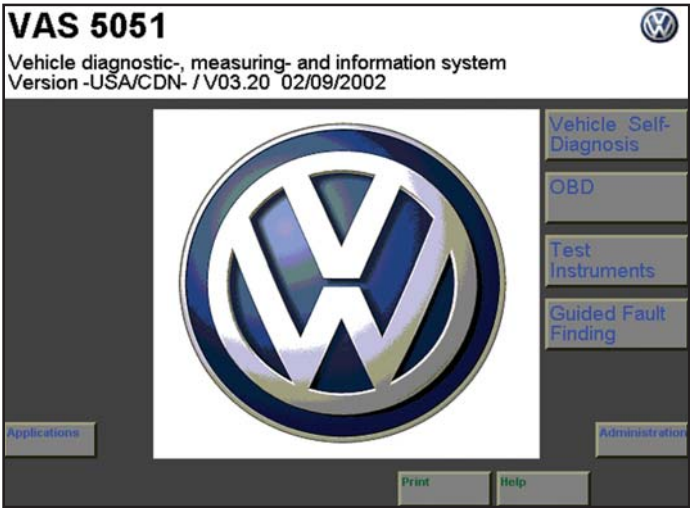 VAS 5051
Vehicle diagnostic-, measuring- and information system
Version -USA/CDN- / V03.20 02/09/2002
Vehicle Self-
Diagnosis
OBD
Test
Instruments
Guided Fault
Finding
Applications
Administration
Print
Help